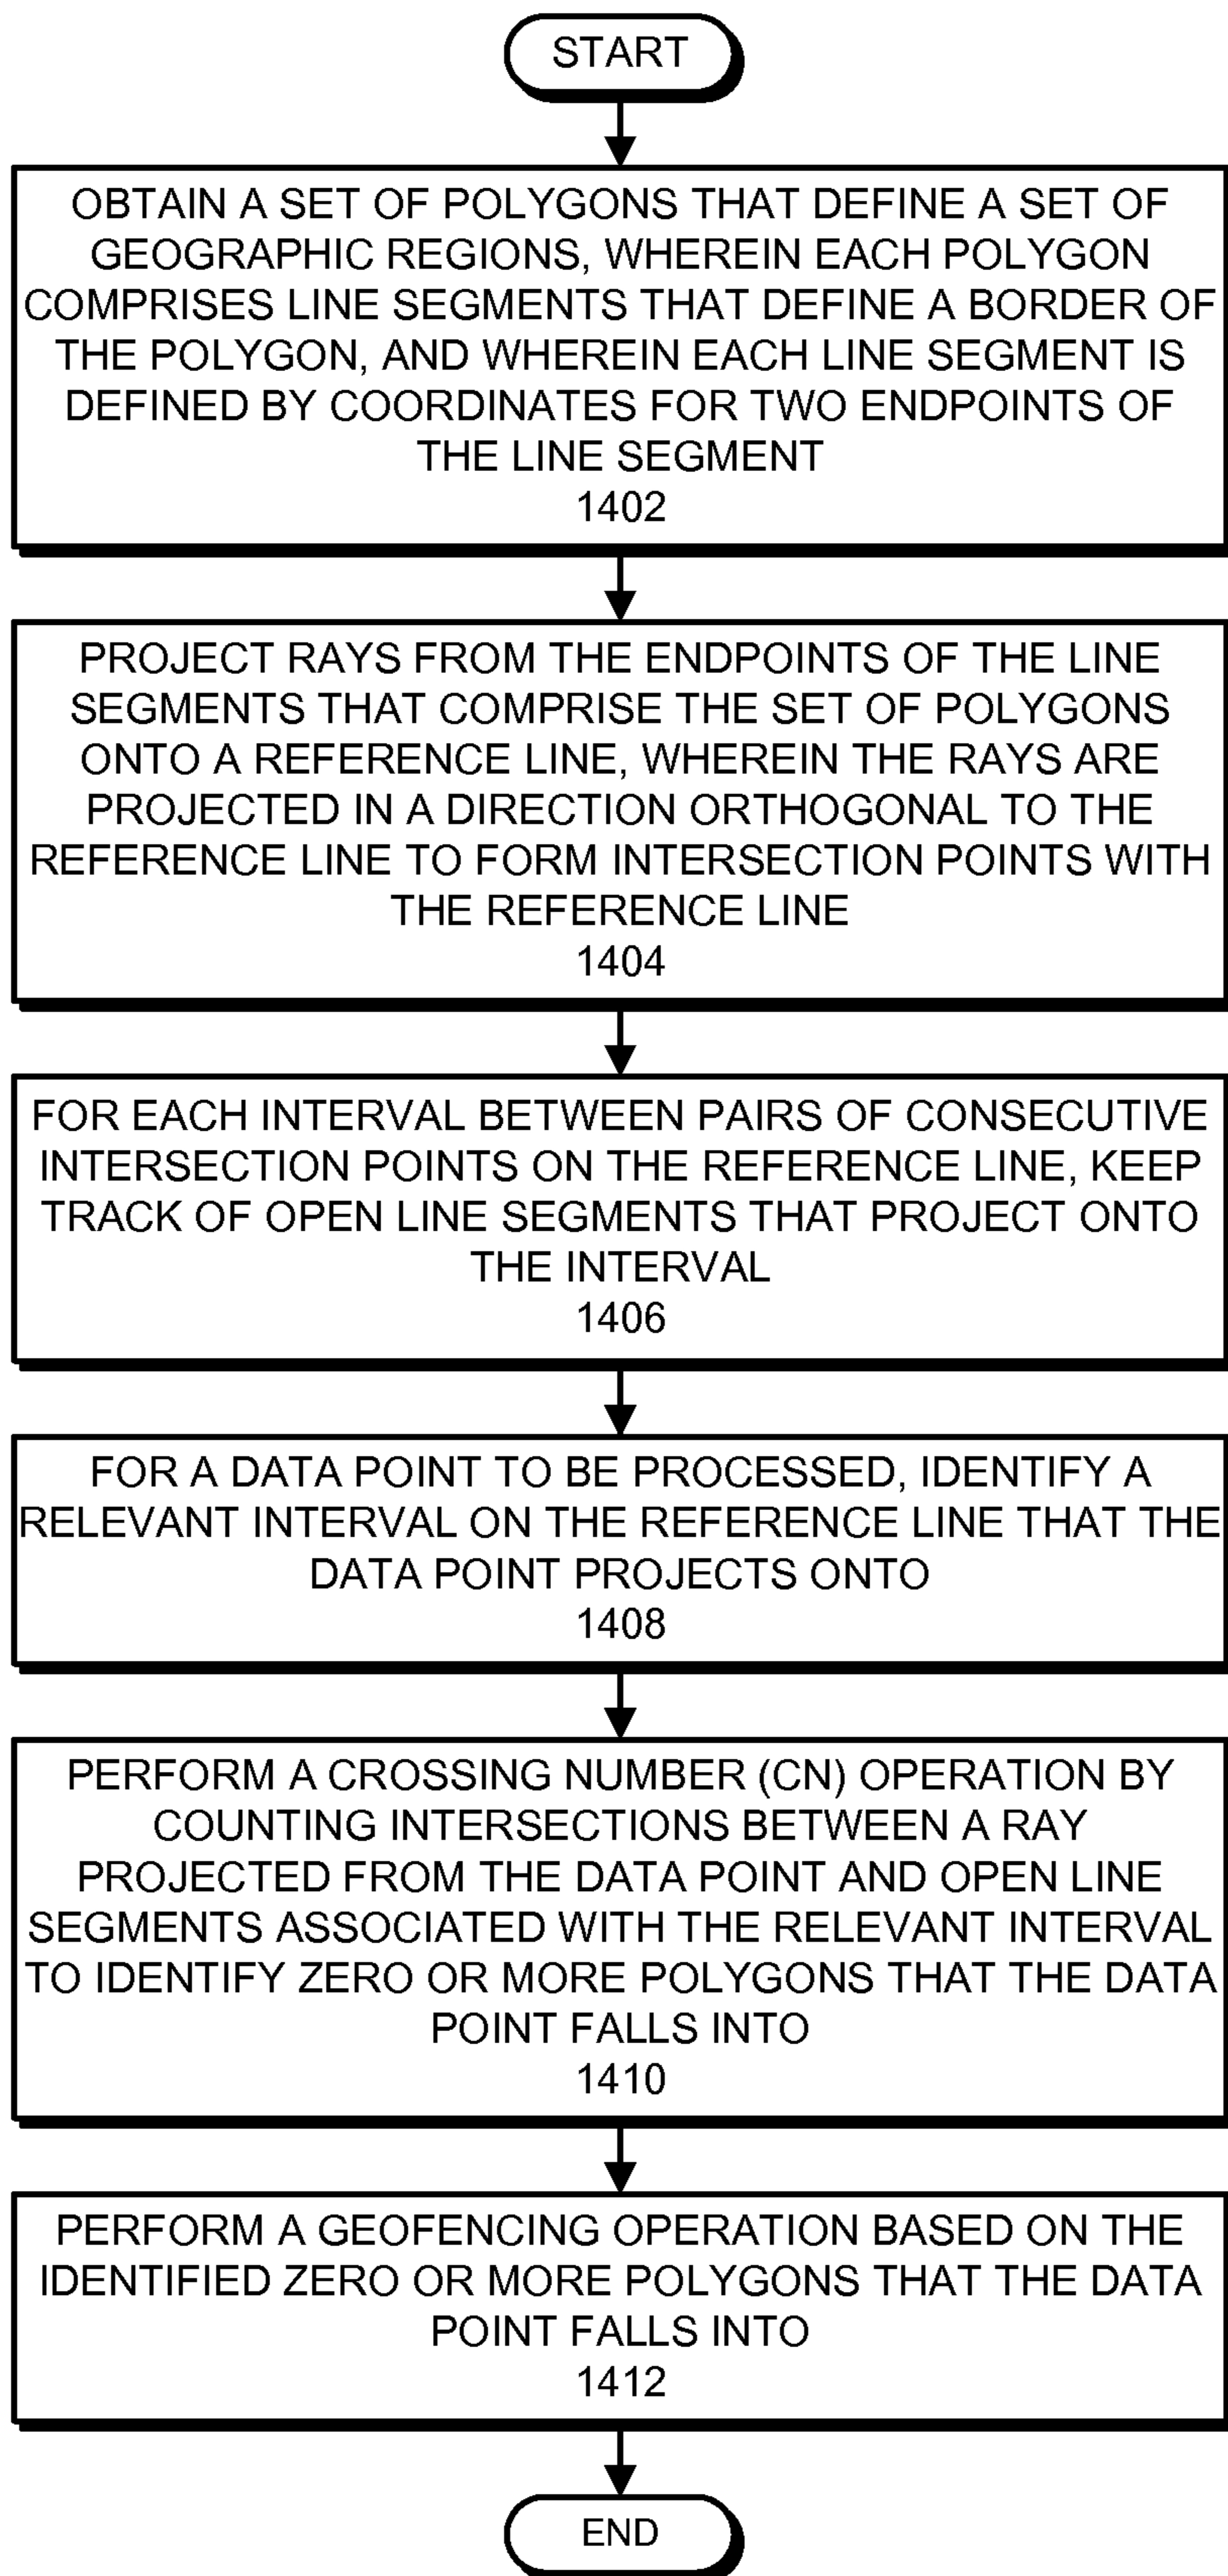 START
OBTAIN A SET OF POLYGONS THAT DEFINE A SET OF
GEOGRAPHIC REGIONS, WHEREIN EACH POLYGON
COMPRISES LINE SEGMENTS THAT DEFINE A BORDER OF
THE POLYGON, AND WHEREIN EACH LINE SEGMENT IS
DEFINED BY COORDINATES FOR TWO ENDPOINTS OF
THE LINE SEGMENT
1402
PROJECT RAYS FROM THE ENDPOINTS OF THE LINE
SEGMENTS THAT COMPRISE THE SET OF POLYGONS
ONTO A REFERENCE LINE, WHEREIN THE RAYS ARE
PROJECTED IN A DIRECTION ORTHOGONAL TO THE
REFERENCE LINE TO FORM INTERSECTION POINTS WITH
THE REFERENCE LINE
1404
FOR EACH INTERVAL BETWEEN PAIRS OF CONSECUTIVE
INTERSECTION POINTS ON THE REFERENCE LINE, KEEP
TRACK OF OPEN LINE SEGMENTS THAT PROJECT ONTO
THE INTERVAL
1406
FOR A DATA POINT TO BE PROCESSED, IDENTIFY A
RELEVANT INTERVAL ON THE REFERENCE LINE THAT THE
DATA POINT PROJECTS ONTO
1408
PERFORM A CROSSING NUMBER (CN) OPERATION BY
COUNTING INTERSECTIONS BETWEEN A RAY
PROJECTED FROM THE DATA POINT AND OPEN LINE
SEGMENTS ASSOCIATED WITH THE RELEVANT INTERVAL
TO IDENTIFY ZERO OR MORE POLYGONS THAT THE DATA
POINT FALLS INTO
1410
PERFORM A GEOFENCING OPERATION BASED ON THE
IDENTIFIED ZERO OR MORE POLYGONS THAT THE DATA
POINT FALLS INTO
1412
END